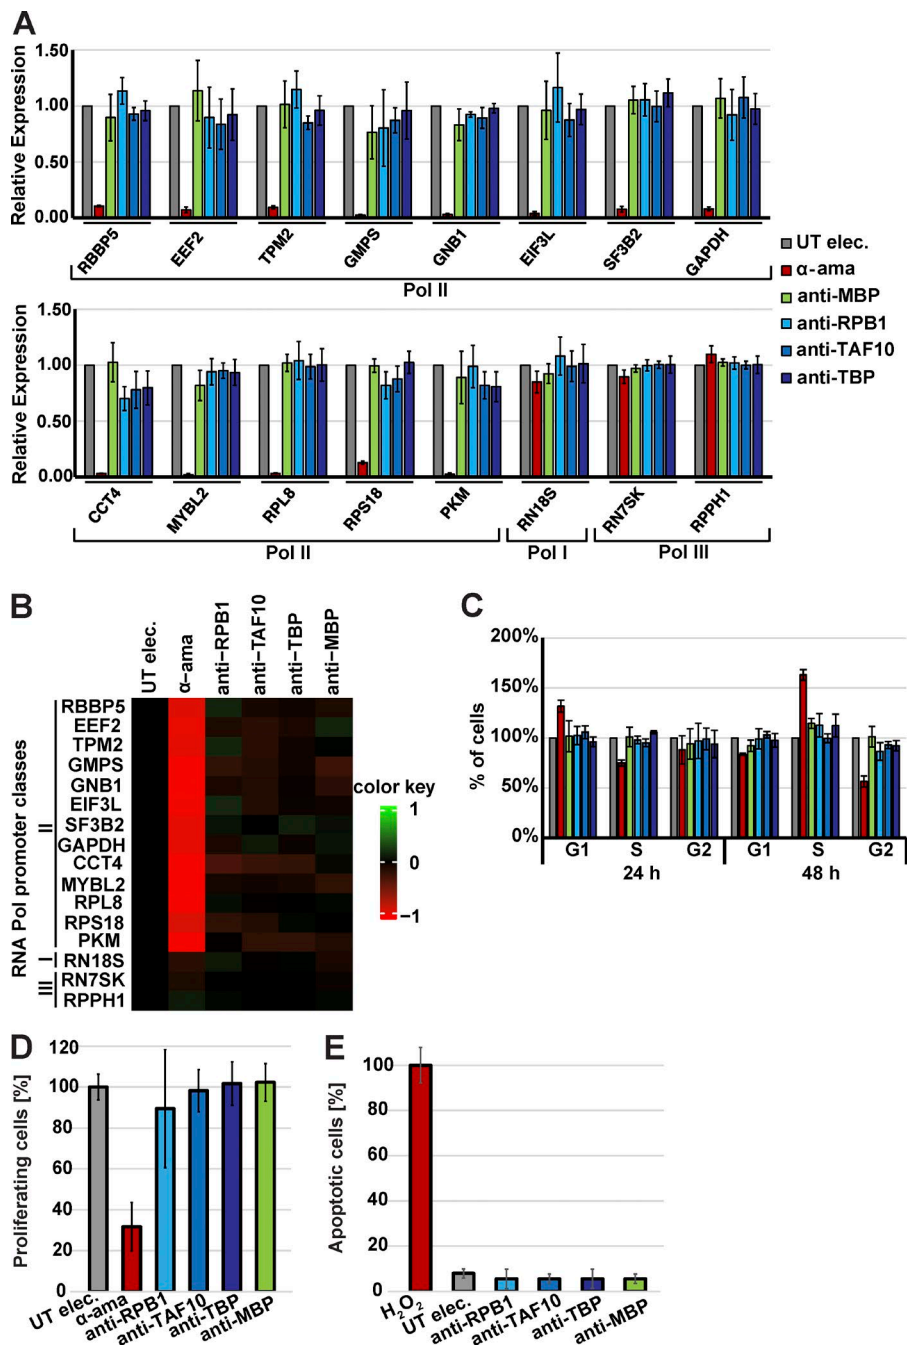 A
Relative Expression
1.50
1.00
0.50
0.00
RBBP5
EEF2
TPM2
GMPS
GNB1
EIF3L
SF3B2
GAPDH
Pol II
UT elec.
α-ama
anti-MBP
anti-RPB1
anti-TAF10
anti-TBP
Relative Expression
1.50
1.00
0.50
0.00
CCT4
MYBL2
RPL8
RPS18
PKM
RN18S
RN7SK
RPPH1
Pol II
Pol I
Pol III
B
UT elec.
α-ama
anti-RPB1
anti-TAF10
anti-TBP
anti-MBP
RNA Pol promoter classes
II
I
III
RBBP5
EEF2
TPM2
GMPS
GNB1
EIF3L
SF3B2
GAPDH
CCT4
MYBL2
RPL8
RPS18
PKM
RN18S
RN7SK
RPPH1
color key
1
0
-1
C
% of cells
200%
150%
100%
50%
0%
G1 S G2 G1 S G2
24 h 48 h
D
Proliferating cells [%]
120
100
80
60
40
20
0
UT elec.
α-ama
anti-RPB1
anti-TAF10
anti-TBP
anti-MBP
E
Apoptotic cells [%]
100
80
60
40
20
0
H₂O₂
UT elec.
anti-RPB1
anti-TAF10
anti-TBP
anti-MBP